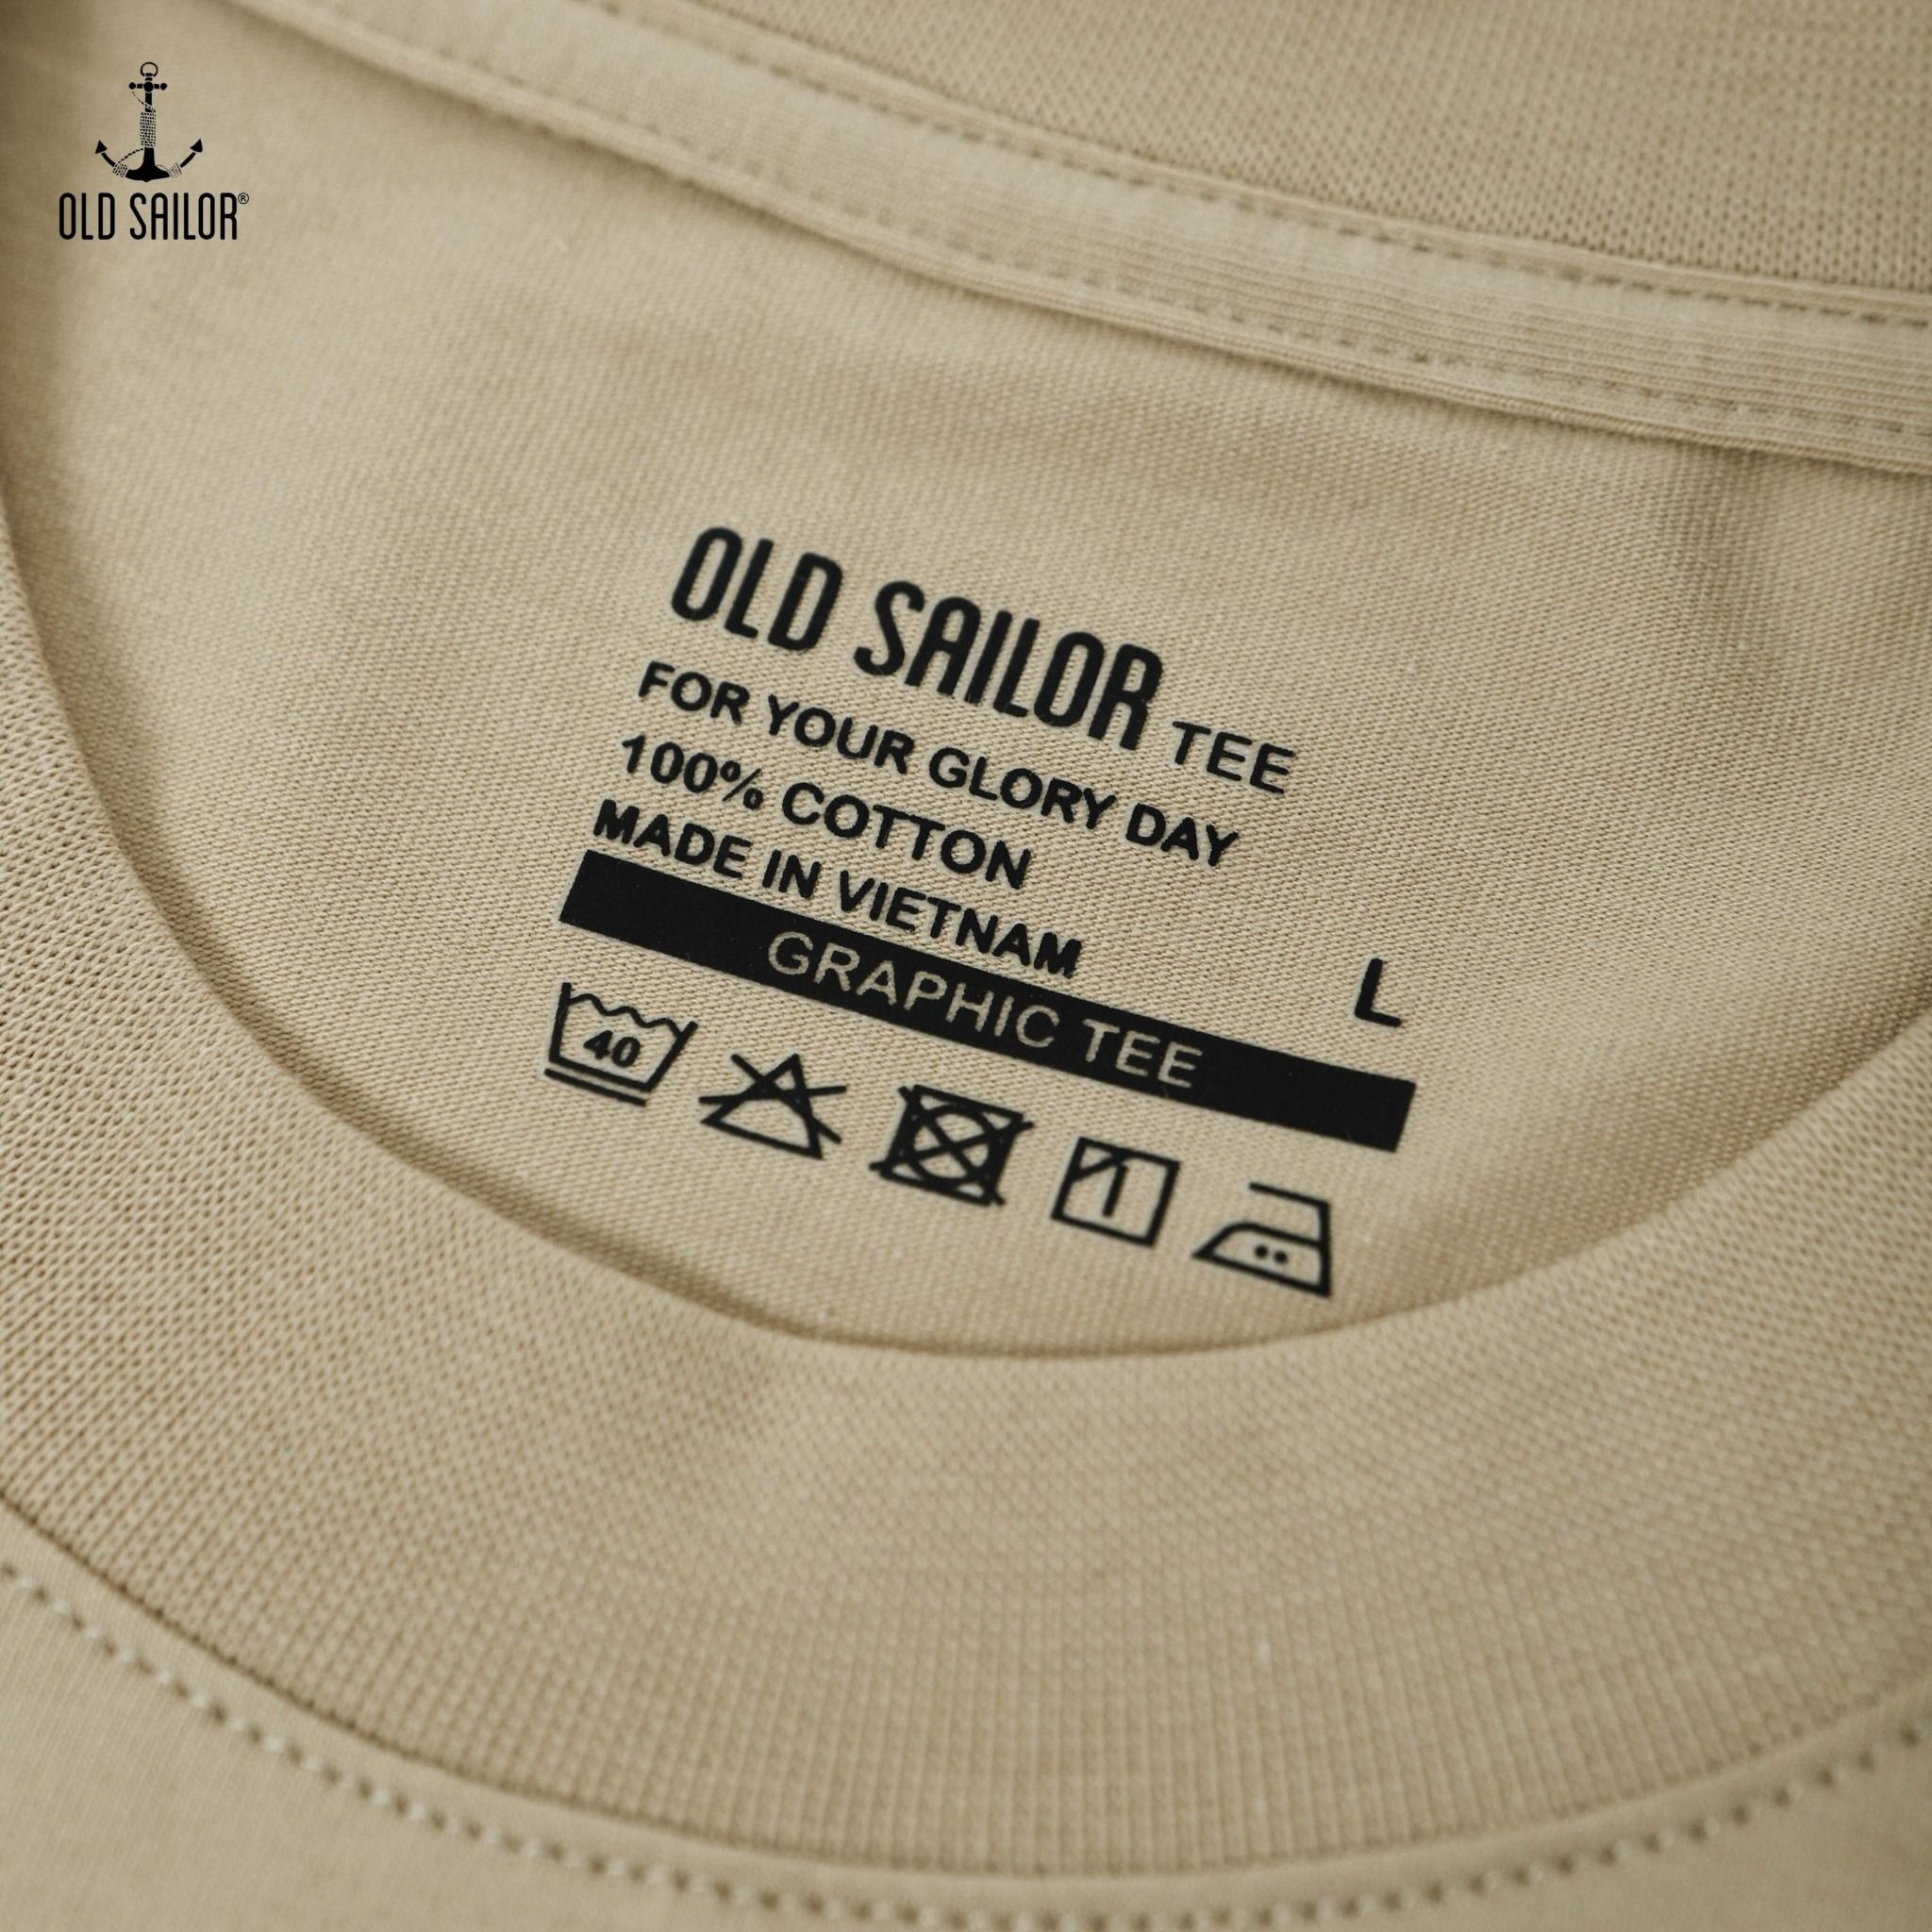 OLD SAILOR®
OLD SAILOR TEE
FOR YOUR GLORY DAY
100% COTTON
MADE IN VIETNAM L
GRAPHIC TEE
40